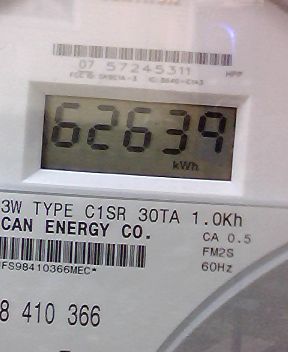 07 57245311
HPP
62639
kWh
3W TYPE C1SR 30TA 1.0Kh
CAN ENERGY CO.
CA 0.5
FM2S
60Hz
FS98410366MEC*
8 410 366